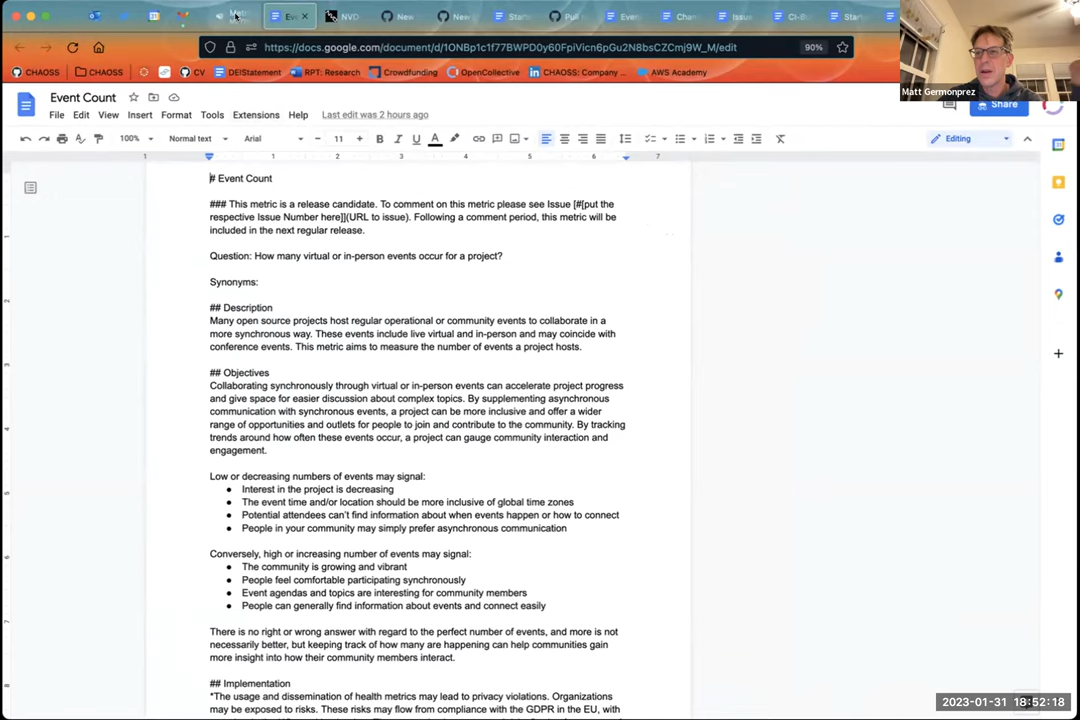 Eve
NVD
New
New
Start
Pull
Even
Char
Issue
CI-B
Start
https://docs.google.com/document/d/1ONBp1c1f77BWPD0y60FpiVicn6pGu2N8bsCZCmj9W_M/edit
90%
CHAOSS
CHAOSS
CV
DEIStatement
RPT: Research
Crowdfunding
OpenCollective
CHAOSS: Company ...
AWS Academy
Matt Germonprez
Event Count
Share
File Edit View Insert Format Tools Extensions Help Last edit was 2 hours ago
100% Normal text Arial 11 B I U A Editing
1 1 2 3 4 5 6 7
# Event Count
### This metric is a release candidate. To comment on this metric please see Issue [#[put the
respective Issue Number here]](URL to issue). Following a comment period, this metric will be
included in the next regular release.
Question: How many virtual or in-person events occur for a project?
Synonyms:
## Description
Many open source projects host regular operational or community events to collaborate in a
more synchronous way. These events include live virtual and in-person and may coincide with
conference events. This metric aims to measure the number of events a project hosts.
## Objectives
Collaborating synchronously through virtual or in-person events can accelerate project progress
and give space for easier discussion about complex topics. By supplementing asynchronous
communication with synchronous events, a project can be more inclusive and offer a wider
range of opportunities and outlets for people to join and contribute to the community. By tracking
trends around how often these events occur, a project can gauge community interaction and
engagement.
Low or decreasing numbers of events may signal:
● Interest in the project is decreasing
● The event time and/or location should be more inclusive of global time zones
● Potential attendees can't find information about when events happen or how to connect
● People in your community may simply prefer asynchronous communication
Conversely, high or increasing number of events may signal:
● The community is growing and vibrant
● People feel comfortable participating synchronously
● Event agendas and topics are interesting for community members
● People can generally find information about events and connect easily
There is no right or wrong answer with regard to the perfect number of events, and more is not
necessarily better, but keeping track of how many are happening can help communities gain
more insight into how their community members interact.
## Implementation
*The usage and dissemination of health metrics may lead to privacy violations. Organizations
may be exposed to risks. These risks may flow from compliance with the GDPR in the EU, with
2023-01-31 18:52:18